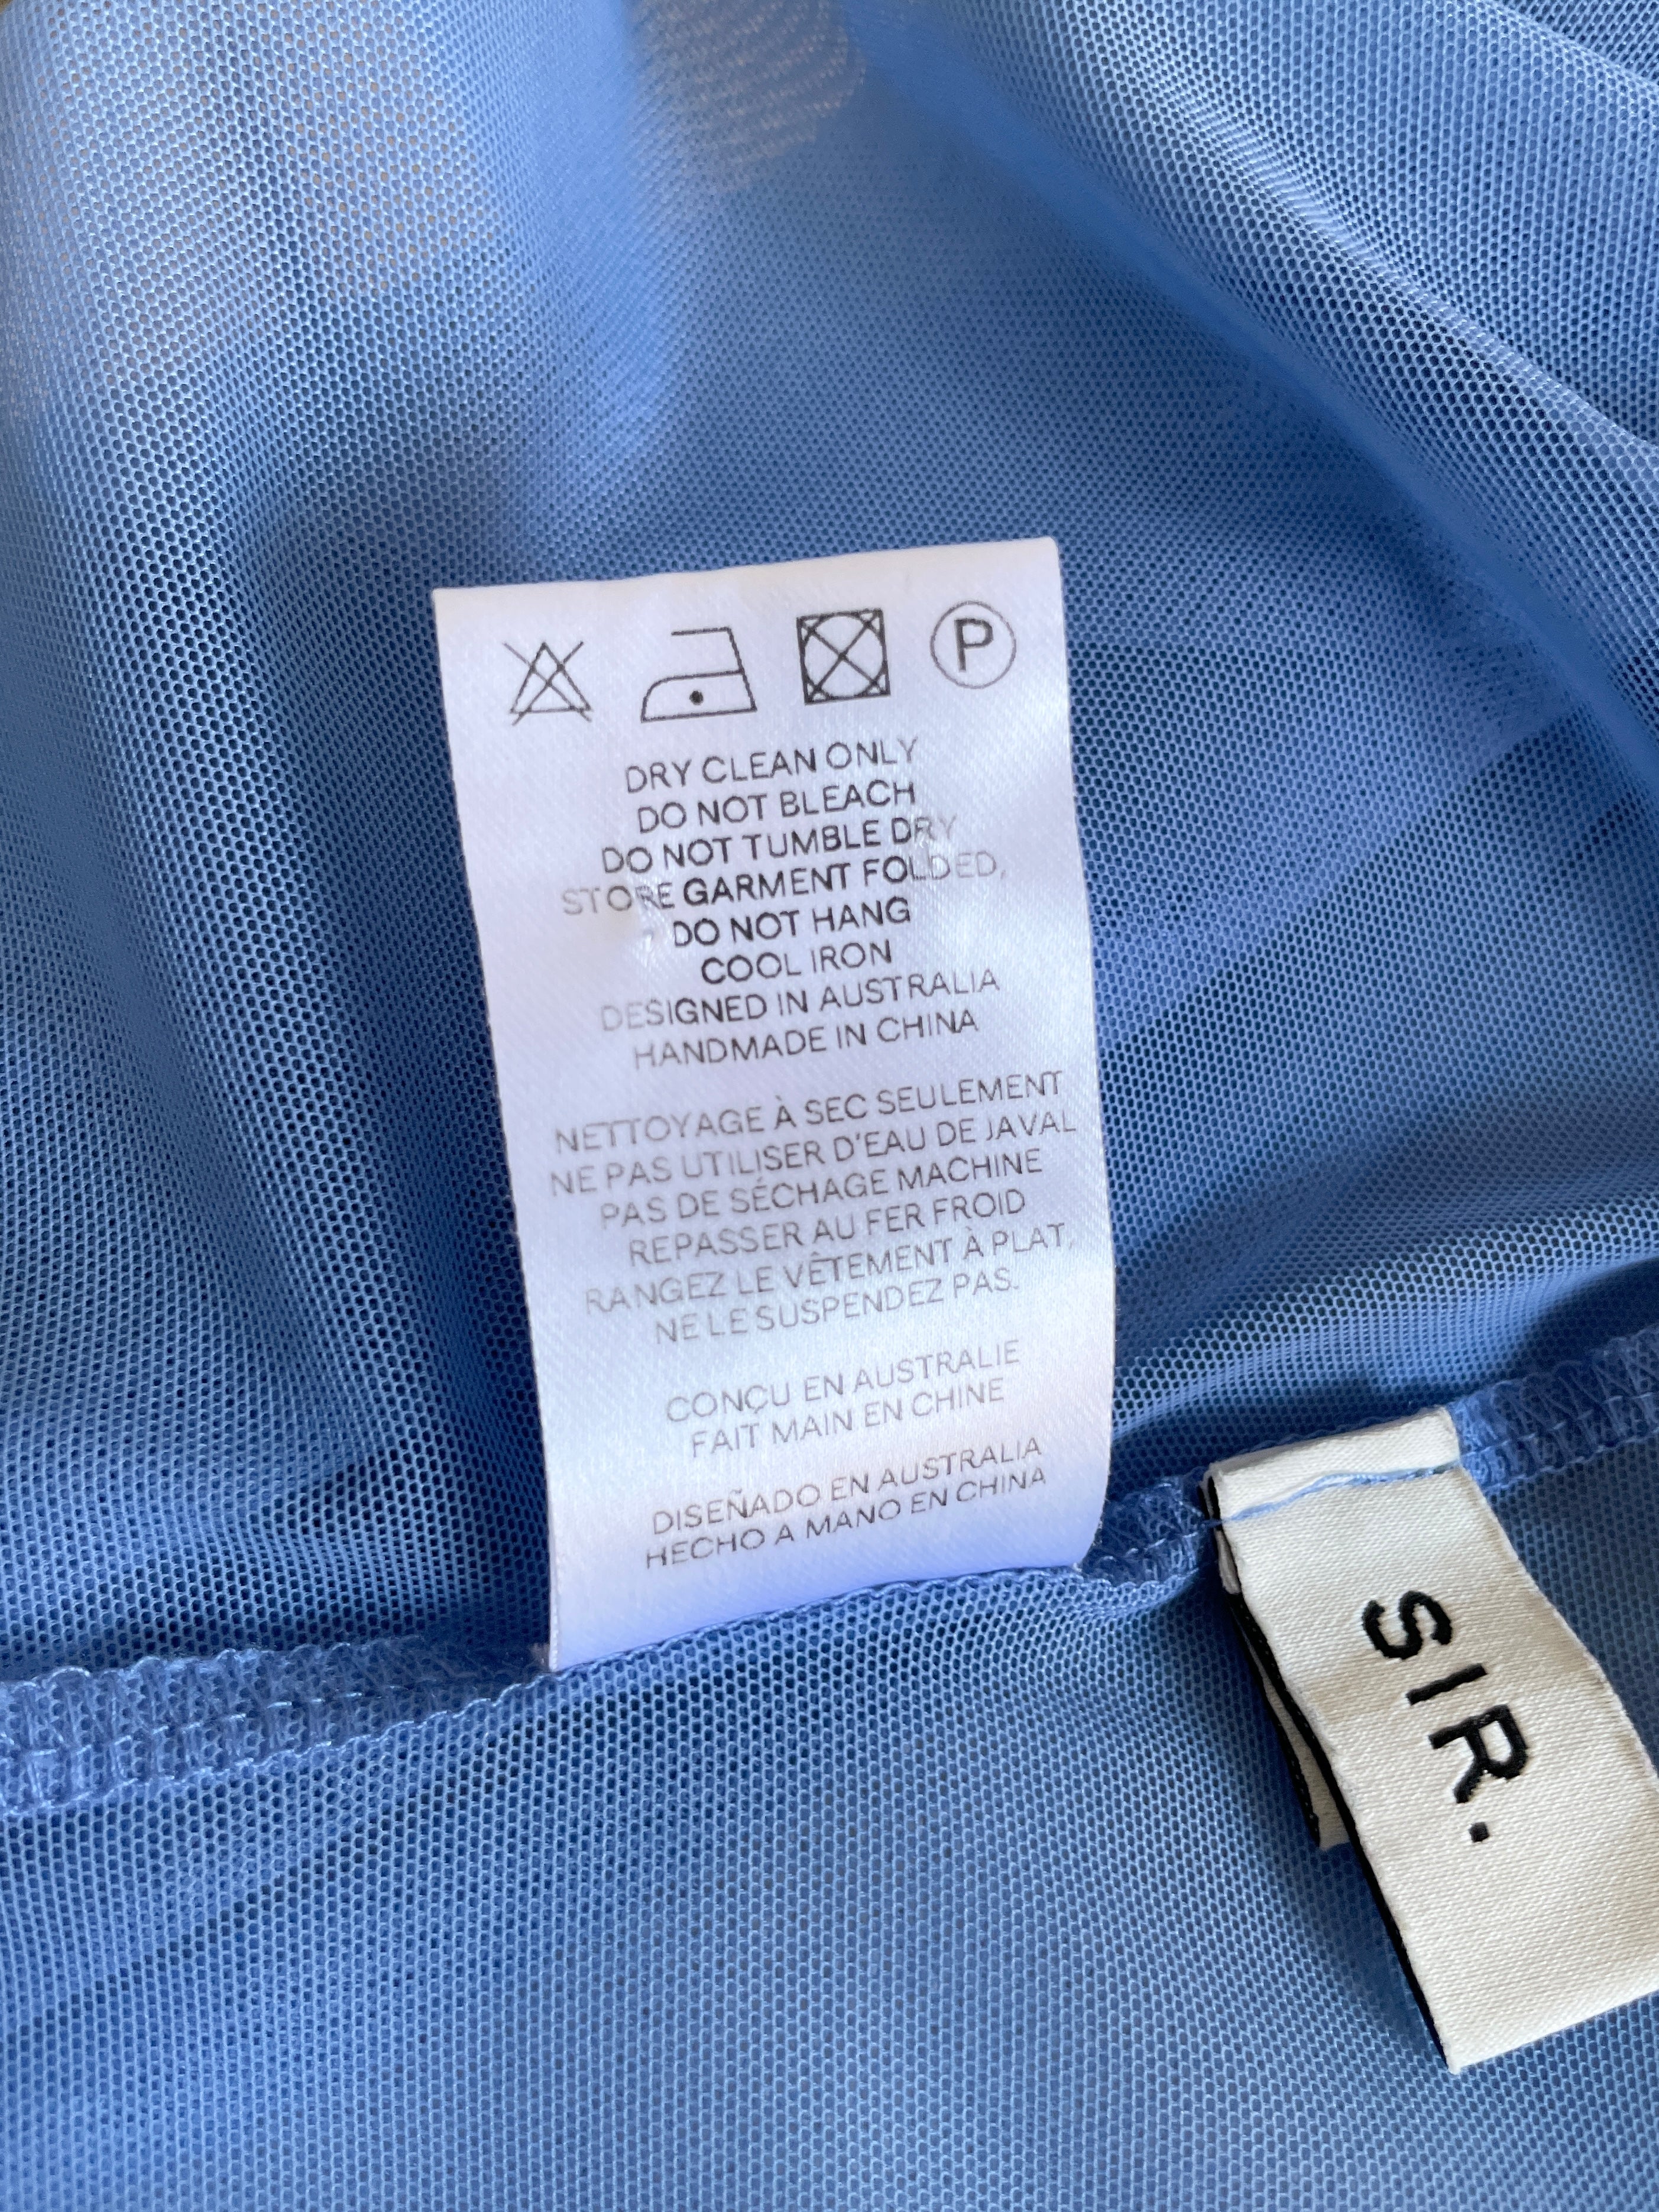 P
DRY CLEAN ONLY
DO NOT BLEACH
DO NOT TUMBLE DRY
STORE GARMENT FOLDED,
DO NOT HANG
COOL IRON
DESIGNED IN AUSTRALIA
HANDMADE IN CHINA
NETTOYAGE À SEC SEULEMENT
NE PAS UTILISER D'EAU DE JAVAL
PAS DE SÉCHAGE MACHINE
REPASSER AU FER FROID
RANGEZ LE VÊTEMENT À PLAT,
NE LE SUSPENDEZ PAS.
CONÇU EN AUSTRALIE
FAIT MAIN EN CHINE
DISEÑADO EN AUSTRALIA
HECHO A MANO EN CHINA
SIR.